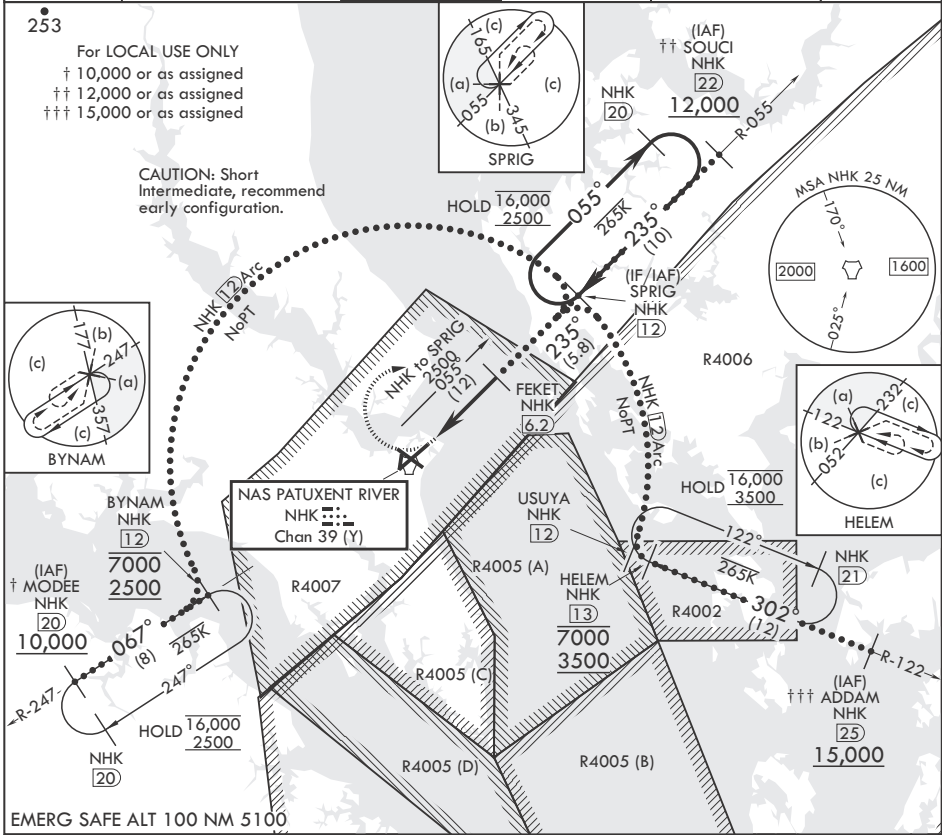 253
For LOCAL USE ONLY
† 10,000 or as assigned
†† 12,000 or as assigned
††† 15,000 or as assigned
CAUTION: Short
Intermediate, recommend
early configuration.
(c)
165
(a)
(c)
055
345
(b)
SPRIG
(IAF)
†† SOUCI
NHK
22
12,000
NHK
20
R-055
HOLD 16,000
2500
055°
265K
235°
(10)
MSA NHK 25 NM
170°
2000
1600
025°
(IF/IAF)
SPRIG
NHK
12
NHK 12 Arc
NoPT
NHK to SPRIG
2500
055
(12)
235°
(5.8)
FEKET
NHK
6.2
R4006
NHK 12 Arc
NoPT
177
(b)
247
(c)
(a)
357
(c)
BYNAM
(a)
232
(c)
122
(b)
052
(c)
HELEM
NAS PATUXENT RIVER
NHK
Chan 39 (Y)
BYNAM
NHK
12
7000
2500
(IAF)
† MODEE
NHK
20
10,000
067°
(8)
265K
247°
R-247
NHK
20
HOLD 16,000
2500
R4007
USUYA
NHK
12
R4005 (A)
HOLD 16,000
3500
122°
265K
NHK
21
HELEM
NHK
13
7000
3500
R4002
302°
(12)
R-122
(IAF)
††† ADDAM
NHK
25
15,000
R4005 (C)
R4005 (D)
R4005 (B)
EMERG SAFE ALT 100 NM 5100